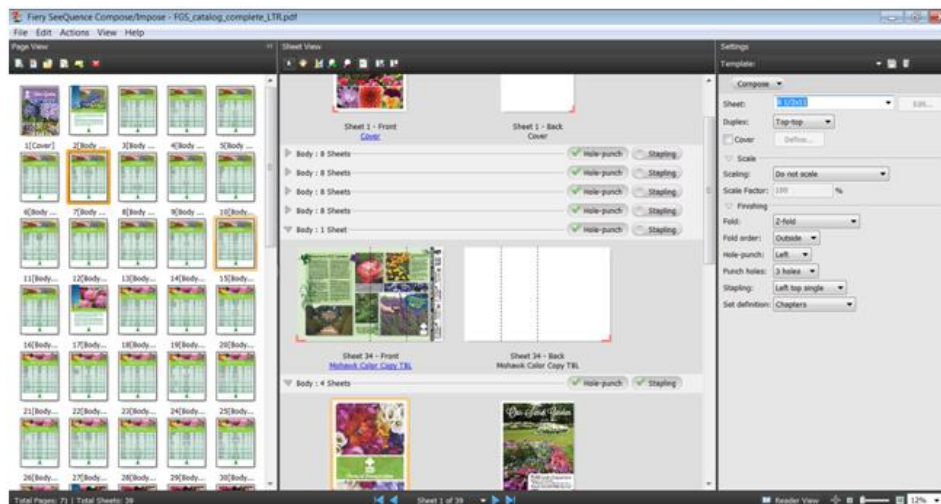 Fiery SeeQuence Compose/Impose - FGS_catalog_complete_LTR.pdf
File Edit Actions View Help
Page View
Sheet View
Settings
Template:
Compose
Sheet: 8 1/2x11 Edit...
Duplex: Top-top
Cover Define...
Scale
Scaling: Do not scale
Scale Factor: 100 %
Finishing
Fold: Z-fold
Fold order: Outside
Hole-punch: Left
Punch holes: 3 holes
Stapling: Left top single
Set definition: Chapters
1[Cover] 2[Body ... 3[Body ... 4[Body ... 5[Body ...
6[Body ... 7[Body ... 8[Body ... 9[Body ... 10[Body...
11[Body... 12[Body... 13[Body... 14[Body... 15[Body...
16[Body... 17[Body... 18[Body... 19[Body... 20[Body...
21[Body... 22[Body... 23[Body... 24[Body... 25[Body...
26[Body... 27[Body... 28[Body... 29[Body... 30[Body...
Sheet 1 - Front
Cover
Sheet 1 - Back
Cover
Body : 8 Sheets Hole-punch Stapling
Body : 8 Sheets Hole-punch Stapling
Body : 8 Sheets Hole-punch Stapling
Body : 8 Sheets Hole-punch Stapling
Body : 1 Sheet Hole-punch Stapling
Sheet 34 - Front
Mohawk Color Copy TBL
Sheet 34 - Back
Mohawk Color Copy TBL
Body : 4 Sheets Hole-punch Stapling
Total Pages: 71 | Total Sheets: 39
Sheet 1 of 39
Reader View
12%